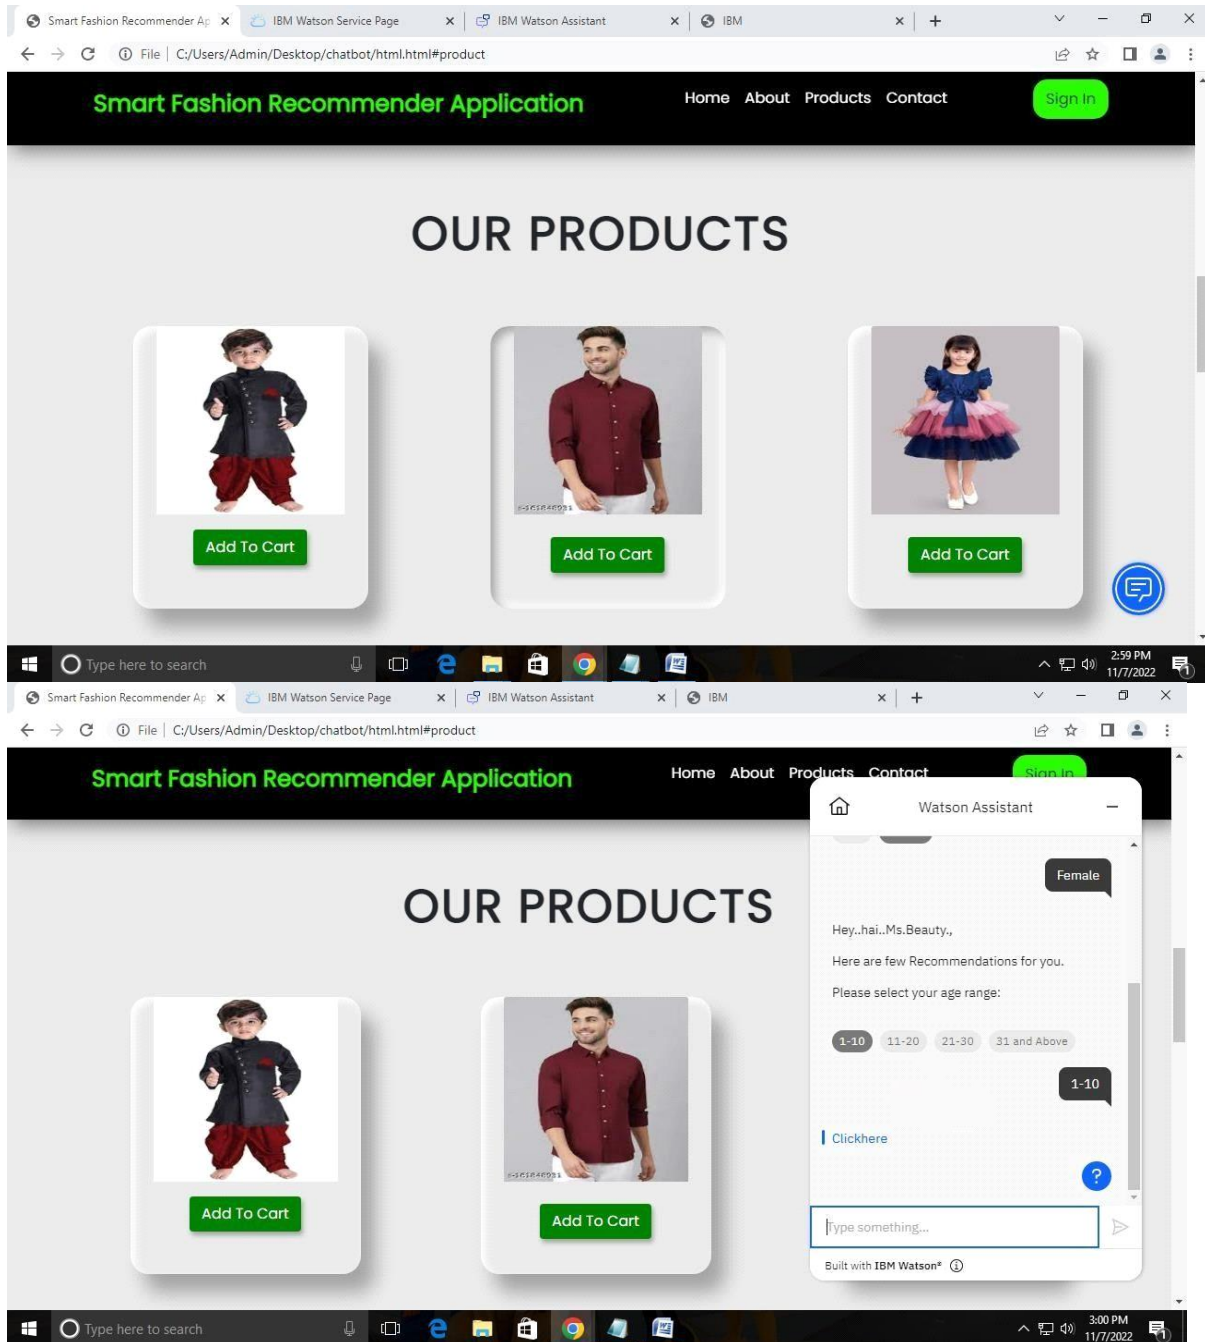 Smart Fashion Recommender Ap
IBM Watson Service Page
IBM Watson Assistant
IBM
File | C:/Users/Admin/Desktop/chatbot/html.html#product
Smart Fashion Recommender Application
Home About Products Contact
Sign In
OUR PRODUCTS
Add To Cart
Add To Cart
Add To Cart
Type here to search
2:59 PM
11/7/2022
1
Smart Fashion Recommender Ap
IBM Watson Service Page
IBM Watson Assistant
IBM
File | C:/Users/Admin/Desktop/chatbot/html.html#product
Smart Fashion Recommender Application
Home About Products Contact
Sign In
Watson Assistant
Female
OUR PRODUCTS
Hey..hai..Ms.Beauty.,
Here are few Recommendations for you.
Please select your age range:
1-10 11-20 21-30 31 and Above
1-10
Clickhere
?
Add To Cart
Add To Cart
Type something...
Built with IBM Watson®
Type here to search
3:00 PM
11/7/2022
1